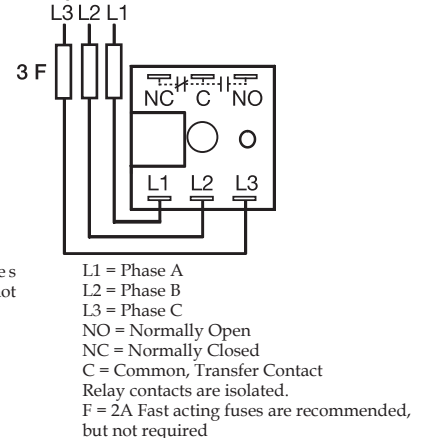 L3 L2 L1
3 F
NC C NO
L1 L2 L3
L1 = Phase A
L2 = Phase B
L3 = Phase C
NO = Normally Open
NC = Normally Closed
C = Common, Transfer Contact
Relay contacts are isolated.
F = 2A Fast acting fuses are recommended,
but not required